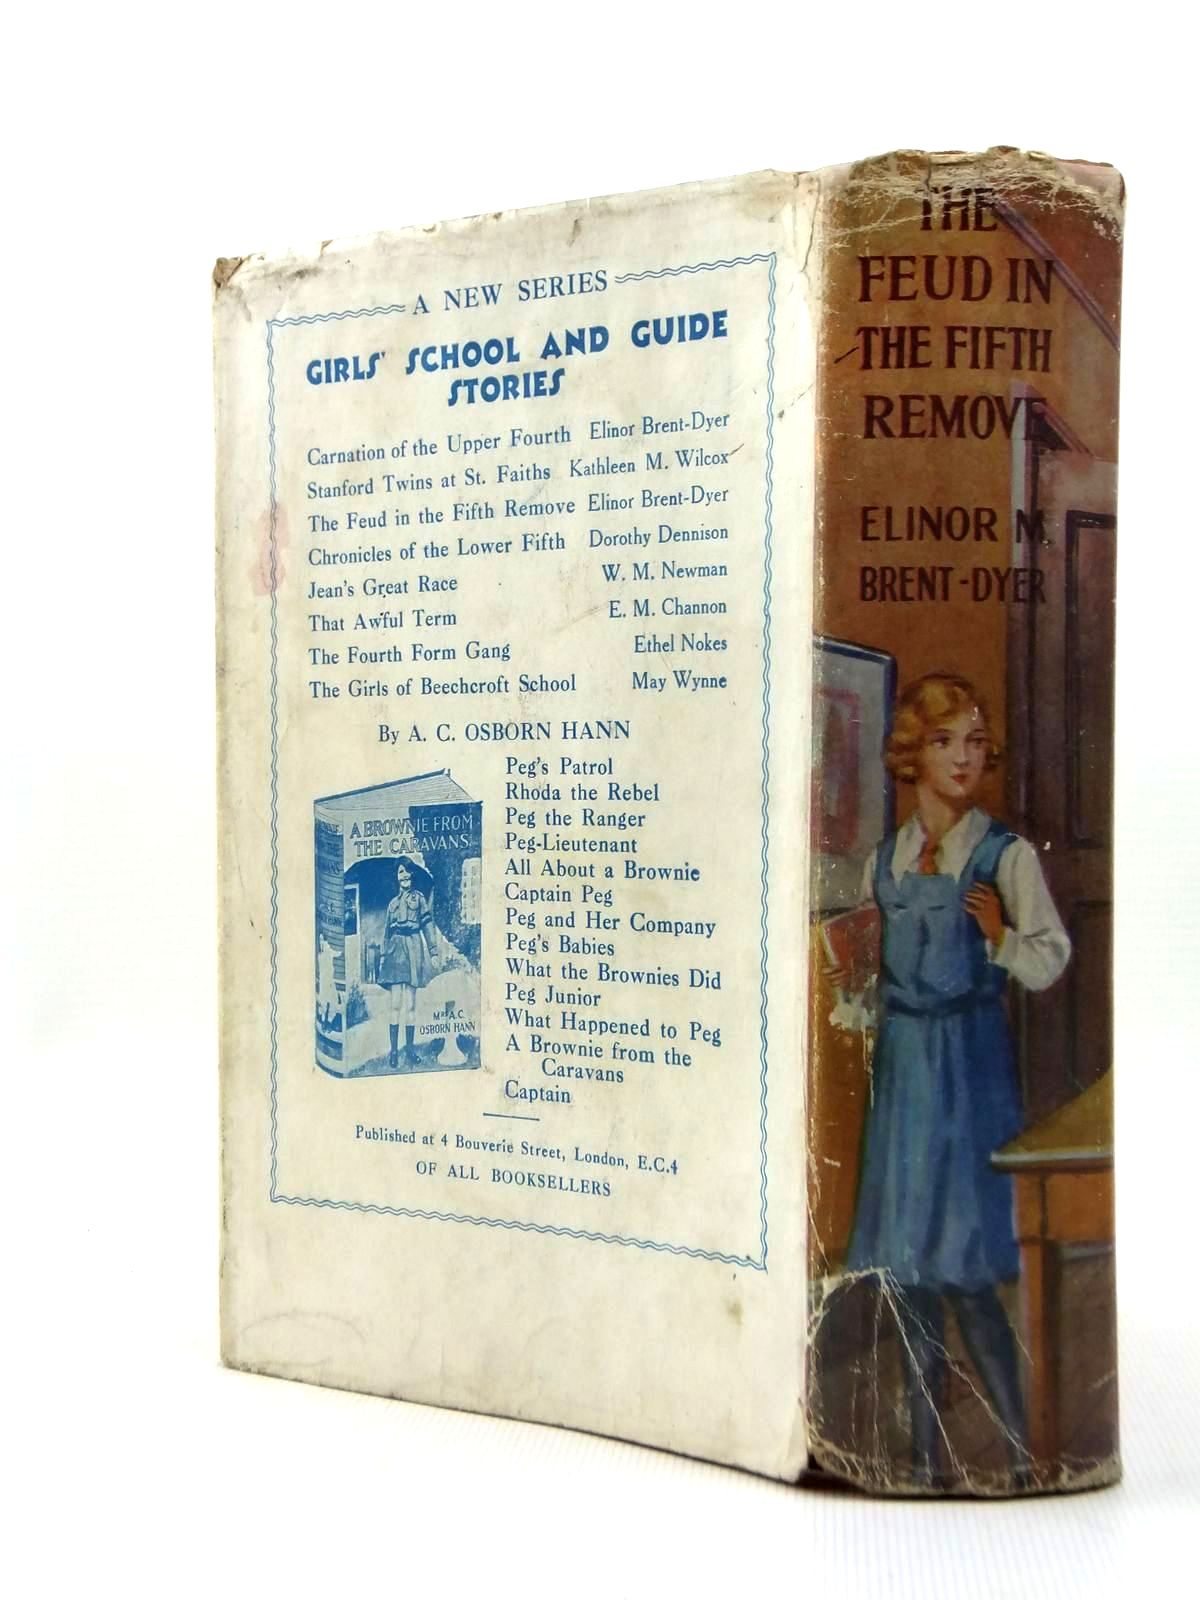 A NEW SERIES
GIRLS' SCHOOL AND GUIDE
STORIES
Carnation of the Upper Fourth Elinor Brent-Dyer
Stanford Twins at St. Faiths Kathleen M. Wilcox
The Feud in the Fifth Remove Elinor Brent-Dyer
Chronicles of the Lower Fifth Dorothy Dennison
Jean's Great Race W. M. Newman
That Awful Term E. M. Channon
The Fourth Form Gang Ethel Nokes
The Girls of Beechcroft School May Wynne
By A. C. OSBORN HANN
Peg's Patrol
Rhoda the Rebel
Peg the Ranger
Peg-Lieutenant
All About a Brownie
Captain Peg
Peg and Her Company
Peg's Babies
What the Brownies Did
Peg Junior
What Happened to Peg
A Brownie from the
Caravans
Captain
A BROWNIE FROM
THE CARAVANS
Mrs A.C.
OSBORN HANN
Published at 4 Bouverie Street, London, E.C.4
OF ALL BOOKSELLERS
THE
FEUD IN
THE FIFTH
REMOVE
ELINOR M.
BRENT-DYER